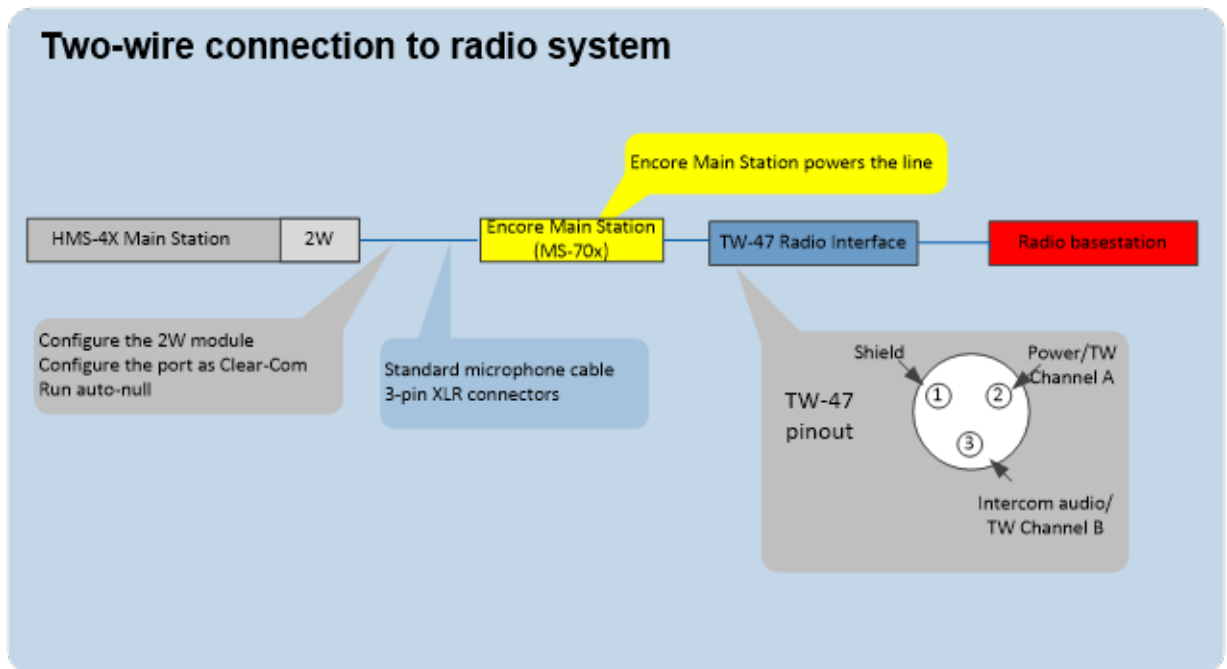 Two-wire connection to radio system
Encore Main Station powers the line
HMS-4X Main Station
2W
Encore Main Station
(MS-70x)
TW-47 Radio Interface
Radio basestation
Configure the 2W module
Configure the port as Clear-Com
Run auto-null
Standard microphone cable
3-pin XLR connectors
TW-47
pinout
Shield
Power/TW
Channel A
1
2
3
Intercom audio/
TW Channel B